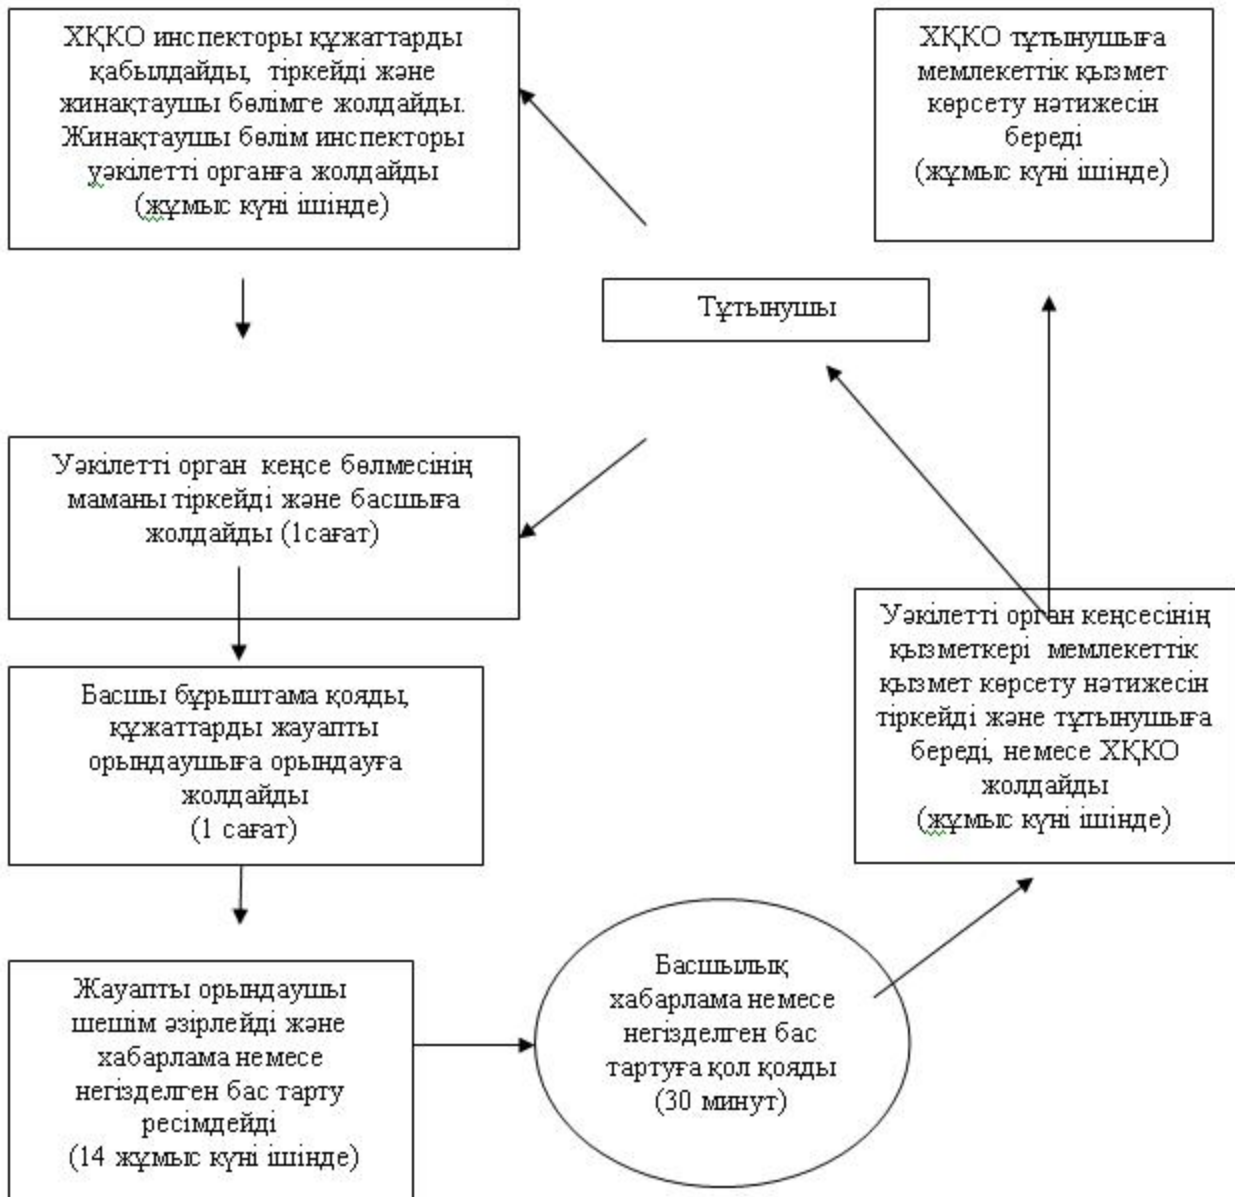 ХҚКО инспекторы құжаттарды
қабылдайды, тіркейді және
жинақтаушы бөлімге жолдайды.
Жинақтаушы бөлім инспекторы
уәкілетті органға жолдайды
(жұмыс күні ішінде)
ХҚКО тұтынушыға
мемлекеттік қызмет
көрсету нәтижесін
береді
(жұмыс күні ішінде)
Тұтынушы
Уәкілетті орган кеңсе бөлмесінің
маманы тіркейді және басшыға
жолдайды (1сағат)
Басшы бұрыштама қояды,
құжаттарды жауапты
орындаушыға орындауға
жолдайды
(1 сағат)
Уәкілетті орган кеңсесінің
қызметкері мемлекеттік
қызмет көрсету нәтижесін
тіркейді және тұтынушыға
береді, немесе ХҚКО
жолдайды
(жұмыс күні ішінде)
Жауапты орындаушы
шешім әзірлейді және
хабарлама немесе
негізделген бас тарту
ресімдейді
(14 жұмыс күні ішінде)
Басшылық
хабарлама немесе
негізделген бас
тартуға қол қояды
(30 минут)